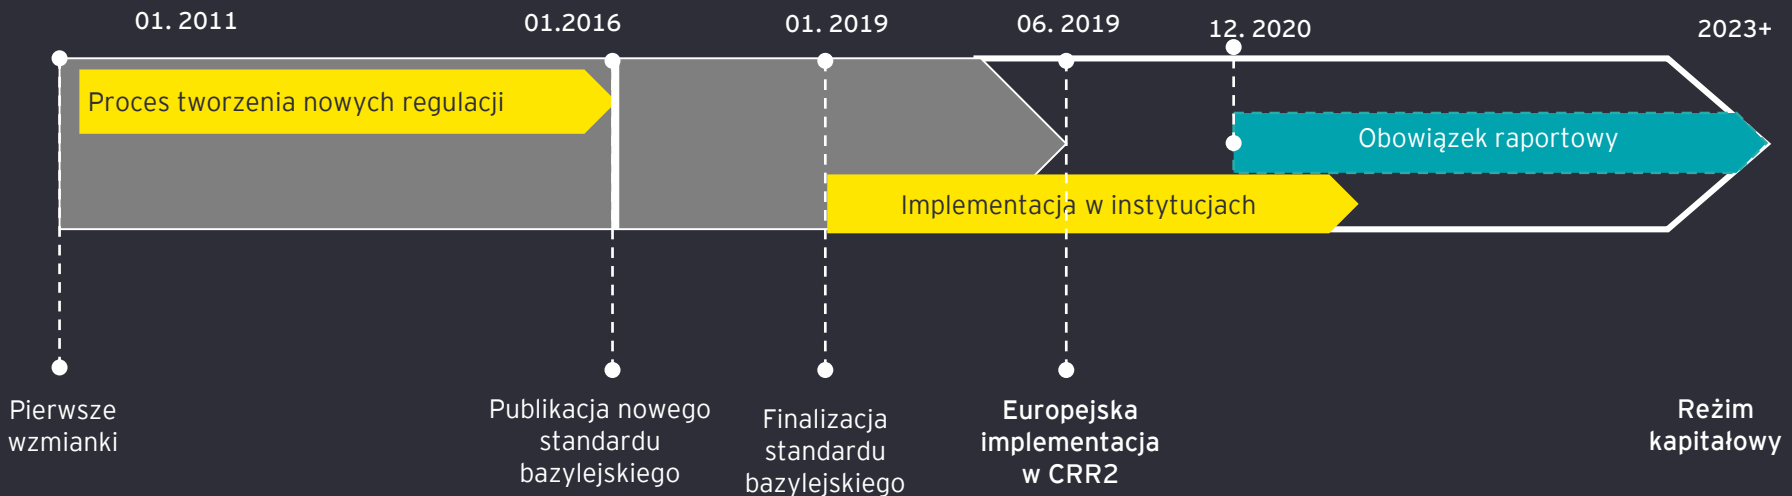 01. 2011
01.2016
01. 2019
06. 2019
12. 2020
2023+
Proces tworzenia nowych regulacji
Obowiązek raportowy
Implementacja w instytucjach
Pierwsze
wzmianki
Publikacja nowego
standardu
bazylejskiego
Finalizacja
standardu
bazylejskiego
Europejska
implementacja
w CRR2
Reżim
kapitałowy